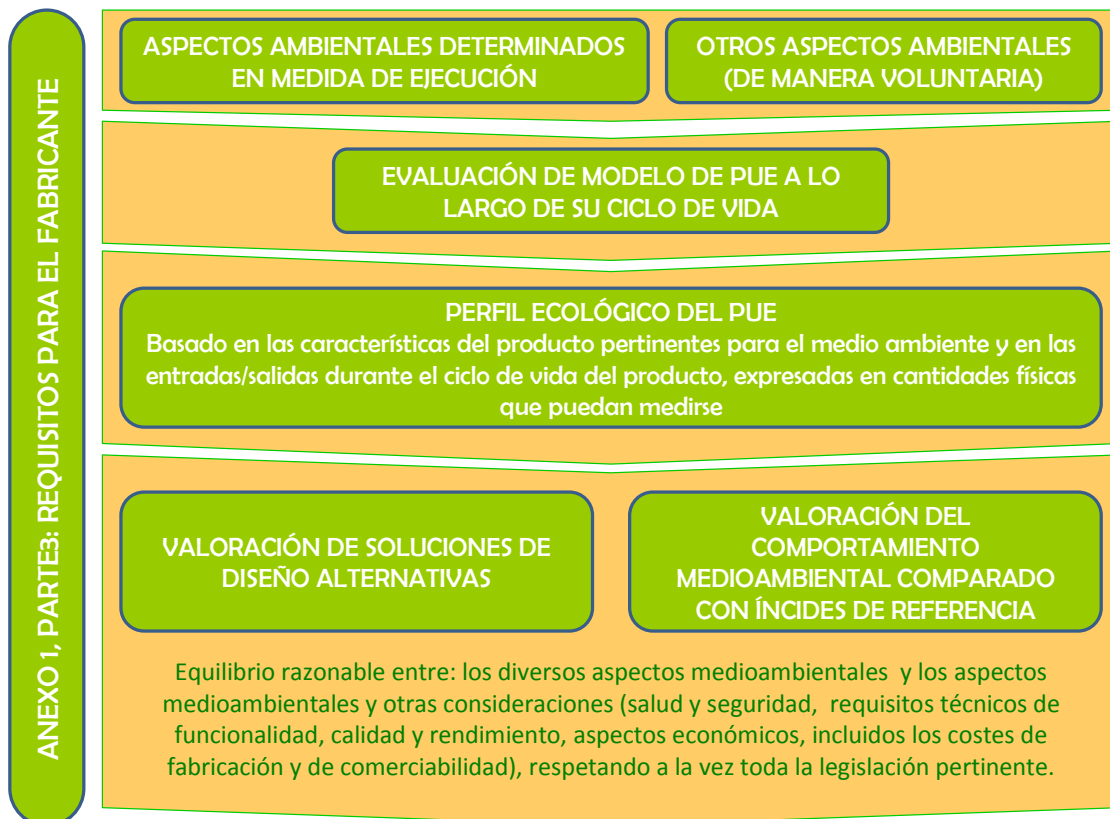 ANEXO 1, PARTE3: REQUISITOS PARA EL FABRICANTE
ASPECTOS AMBIENTALES DETERMINADOS
EN MEDIDA DE EJECUCIÓN
OTROS ASPECTOS AMBIENTALES
(DE MANERA VOLUNTARIA)
EVALUACIÓN DE MODELO DE PUE A LO
LARGO DE SU CICLO DE VIDA
PERFIL ECOLÓGICO DEL PUE
Basado en las características del producto pertinentes para el medio ambiente y en las
entradas/salidas durante el ciclo de vida del producto, expresadas en cantidades físicas
que puedan medirse
VALORACIÓN DE SOLUCIONES DE
DISEÑO ALTERNATIVAS
VALORACIÓN DEL
COMPORTAMIENTO
MEDIOAMBIENTAL COMPARADO
CON ÍNCIDES DE REFERENCIA
Equilibrio razonable entre: los diversos aspectos medioambientales y los aspectos
medioambientales y otras consideraciones (salud y seguridad, requisitos técnicos de
funcionalidad, calidad y rendimiento, aspectos económicos, incluidos los costes de
fabricación y de comerciabilidad), respetando a la vez toda la legislación pertinente.